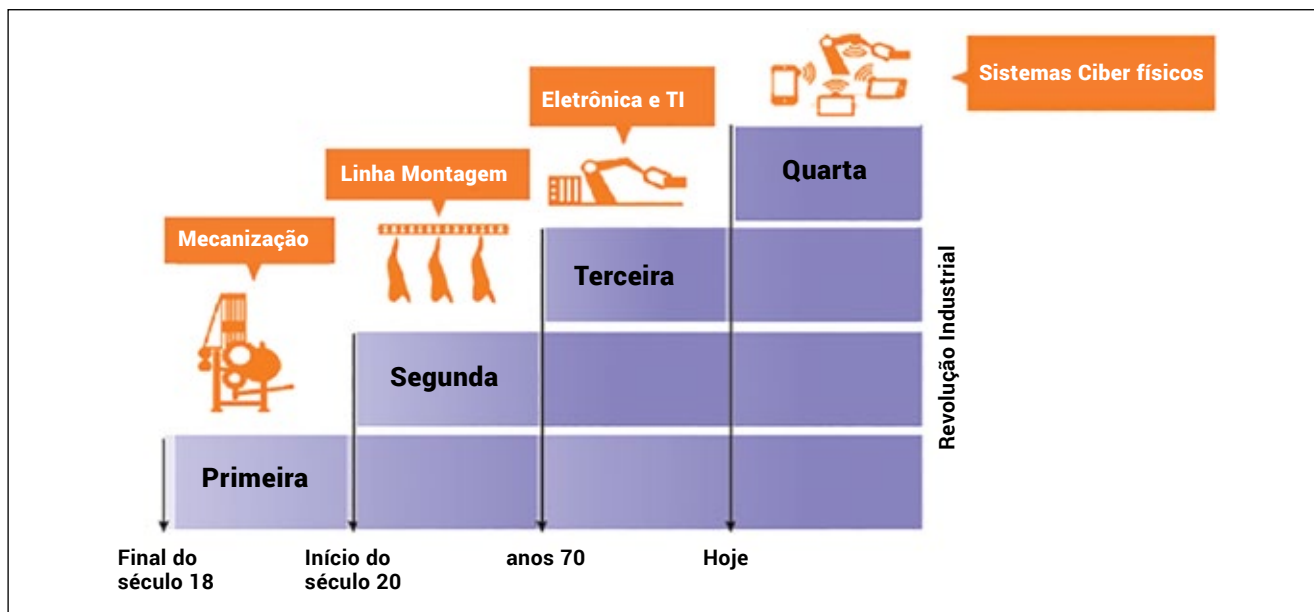 Sistemas Ciber físicos
Eletrônica e TI
Linha Montagem
Mecanização
Quarta
Terceira
Segunda
Primeira
Revolução Industrial
Final do
século 18
Início do
século 20
anos 70
Hoje